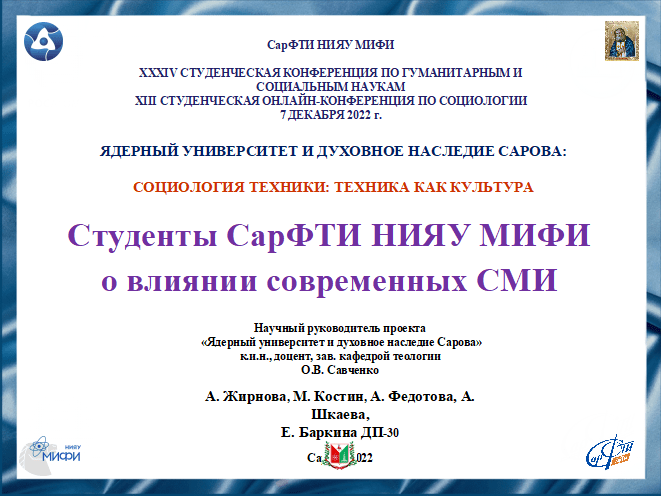 СарФТИ НИЯУ МИФИ
XXXIV СТУДЕНЧЕСКАЯ КОНФЕРЕНЦИЯ ПО ГУМАНИТАРНЫМ И
СОЦИАЛЬНЫМ НАУКАМ
XIII СТУДЕНЧЕСКАЯ ОНЛАЙН-КОНФЕРЕНЦИЯ ПО СОЦИОЛОГИИ
7 ДЕКАБРЯ 2022 г.
ЯДЕРНЫЙ УНИВЕРСИТЕТ И ДУХОВНОЕ НАСЛЕДИЕ САРОВА:
СОЦИОЛОГИЯ ТЕХНИКИ: ТЕХНИКА КАК КУЛЬТУРА
Студенты СарФТИ НИЯУ МИФИ
о влиянии современных СМИ
Научный руководитель проекта
«Ядерный университет и духовное наследие Сарова»
к.и.н., доцент, зав. кафедрой теологии
О.В. Савченко
А. Жирнова, М. Костин, А. Федотова, А.
Шкаева,
Е. Баркина ДП-30
НИЯУ
МИФИ